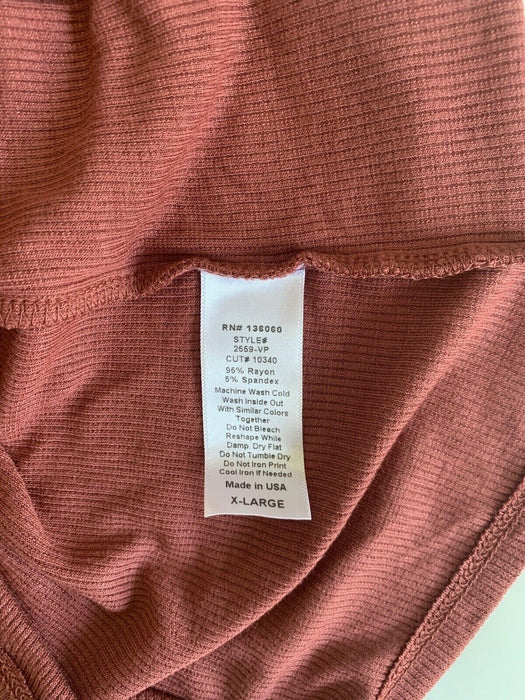 RN# 136060
STYLE#
2559-VP
CUT# 10340
95% Rayon
5% Spandex
Machine Wash Cold
Wash Inside Out
With Similar Colors
Together
Do Not Bleach
Reshape While
Damp. Dry Flat
Do Not Tumble Dry
Do Not Iron Print
Cool Iron If Needed
Made in USA
X-LARGE